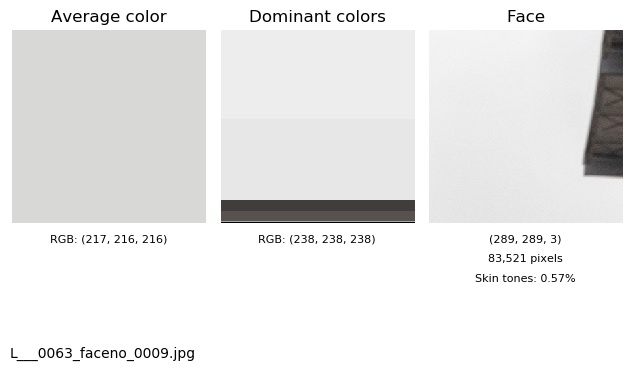 Average color
Dominant colors
Face
RGB: (217, 216, 216)
RGB: (238, 238, 238)
(289, 289, 3)
83,521 pixels
Skin tones: 0.57%
L___0063_faceno_0009.jpg